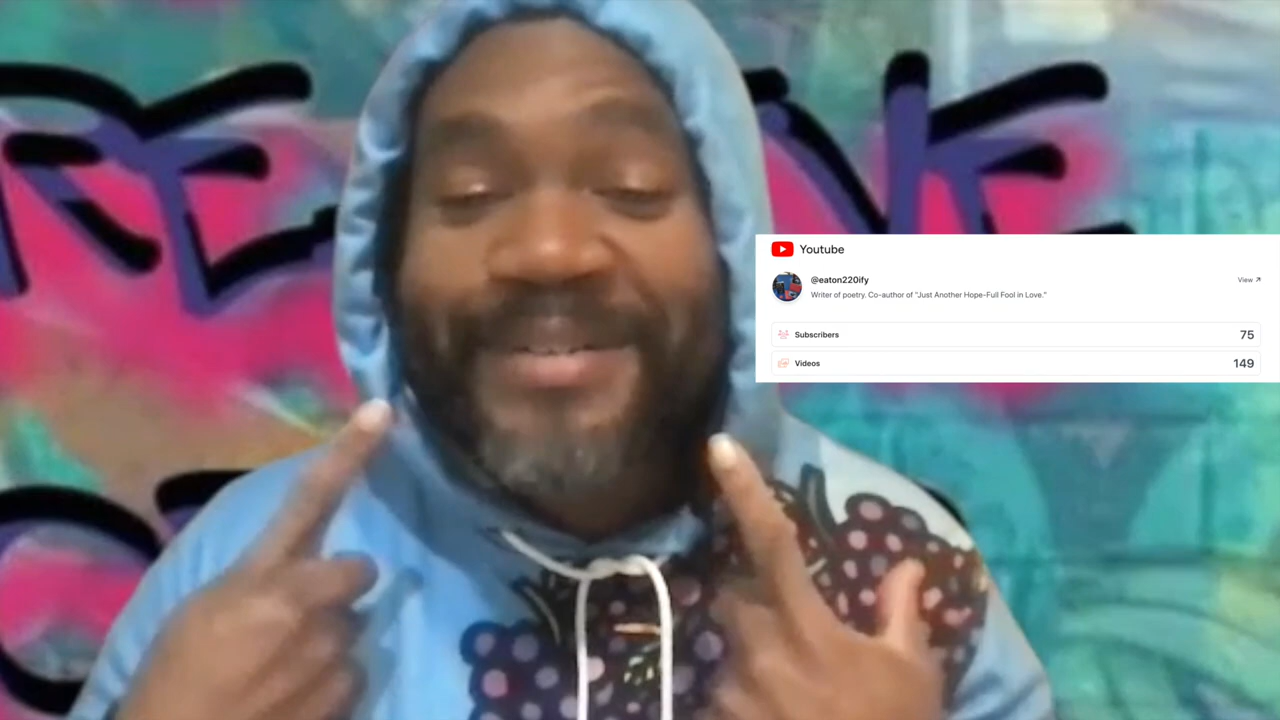 Youtube
@eaton220ify
View
Writer of poetry. Co-author of "Just Another Hope-Full Fool in Love."
Subscribers
75
Videos
149